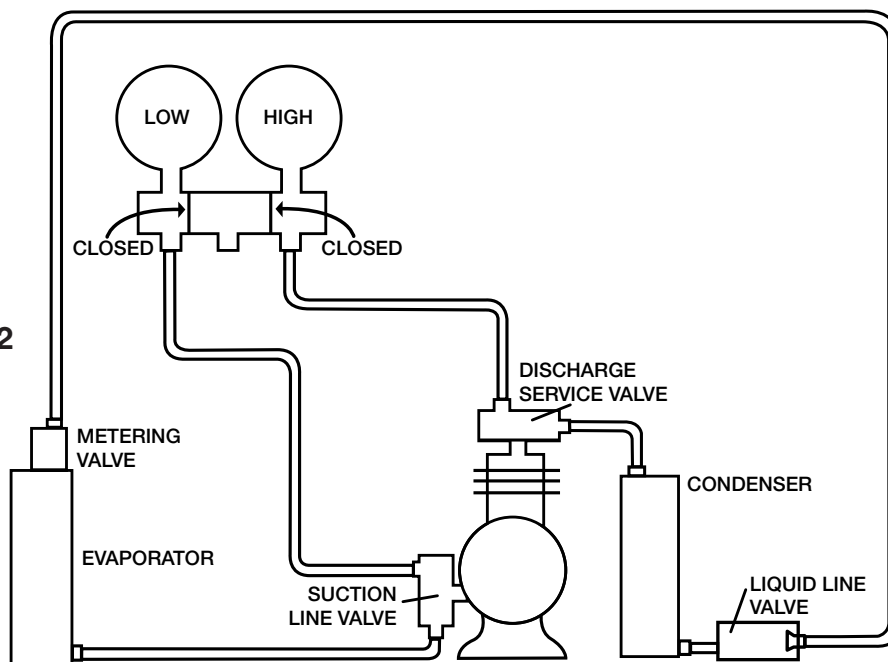 LOW
HIGH
CLOSED
CLOSED
2
DISCHARGE
SERVICE VALVE
METERING
VALVE
CONDENSER
EVAPORATOR
SUCTION
LINE VALVE
LIQUID LINE
VALVE